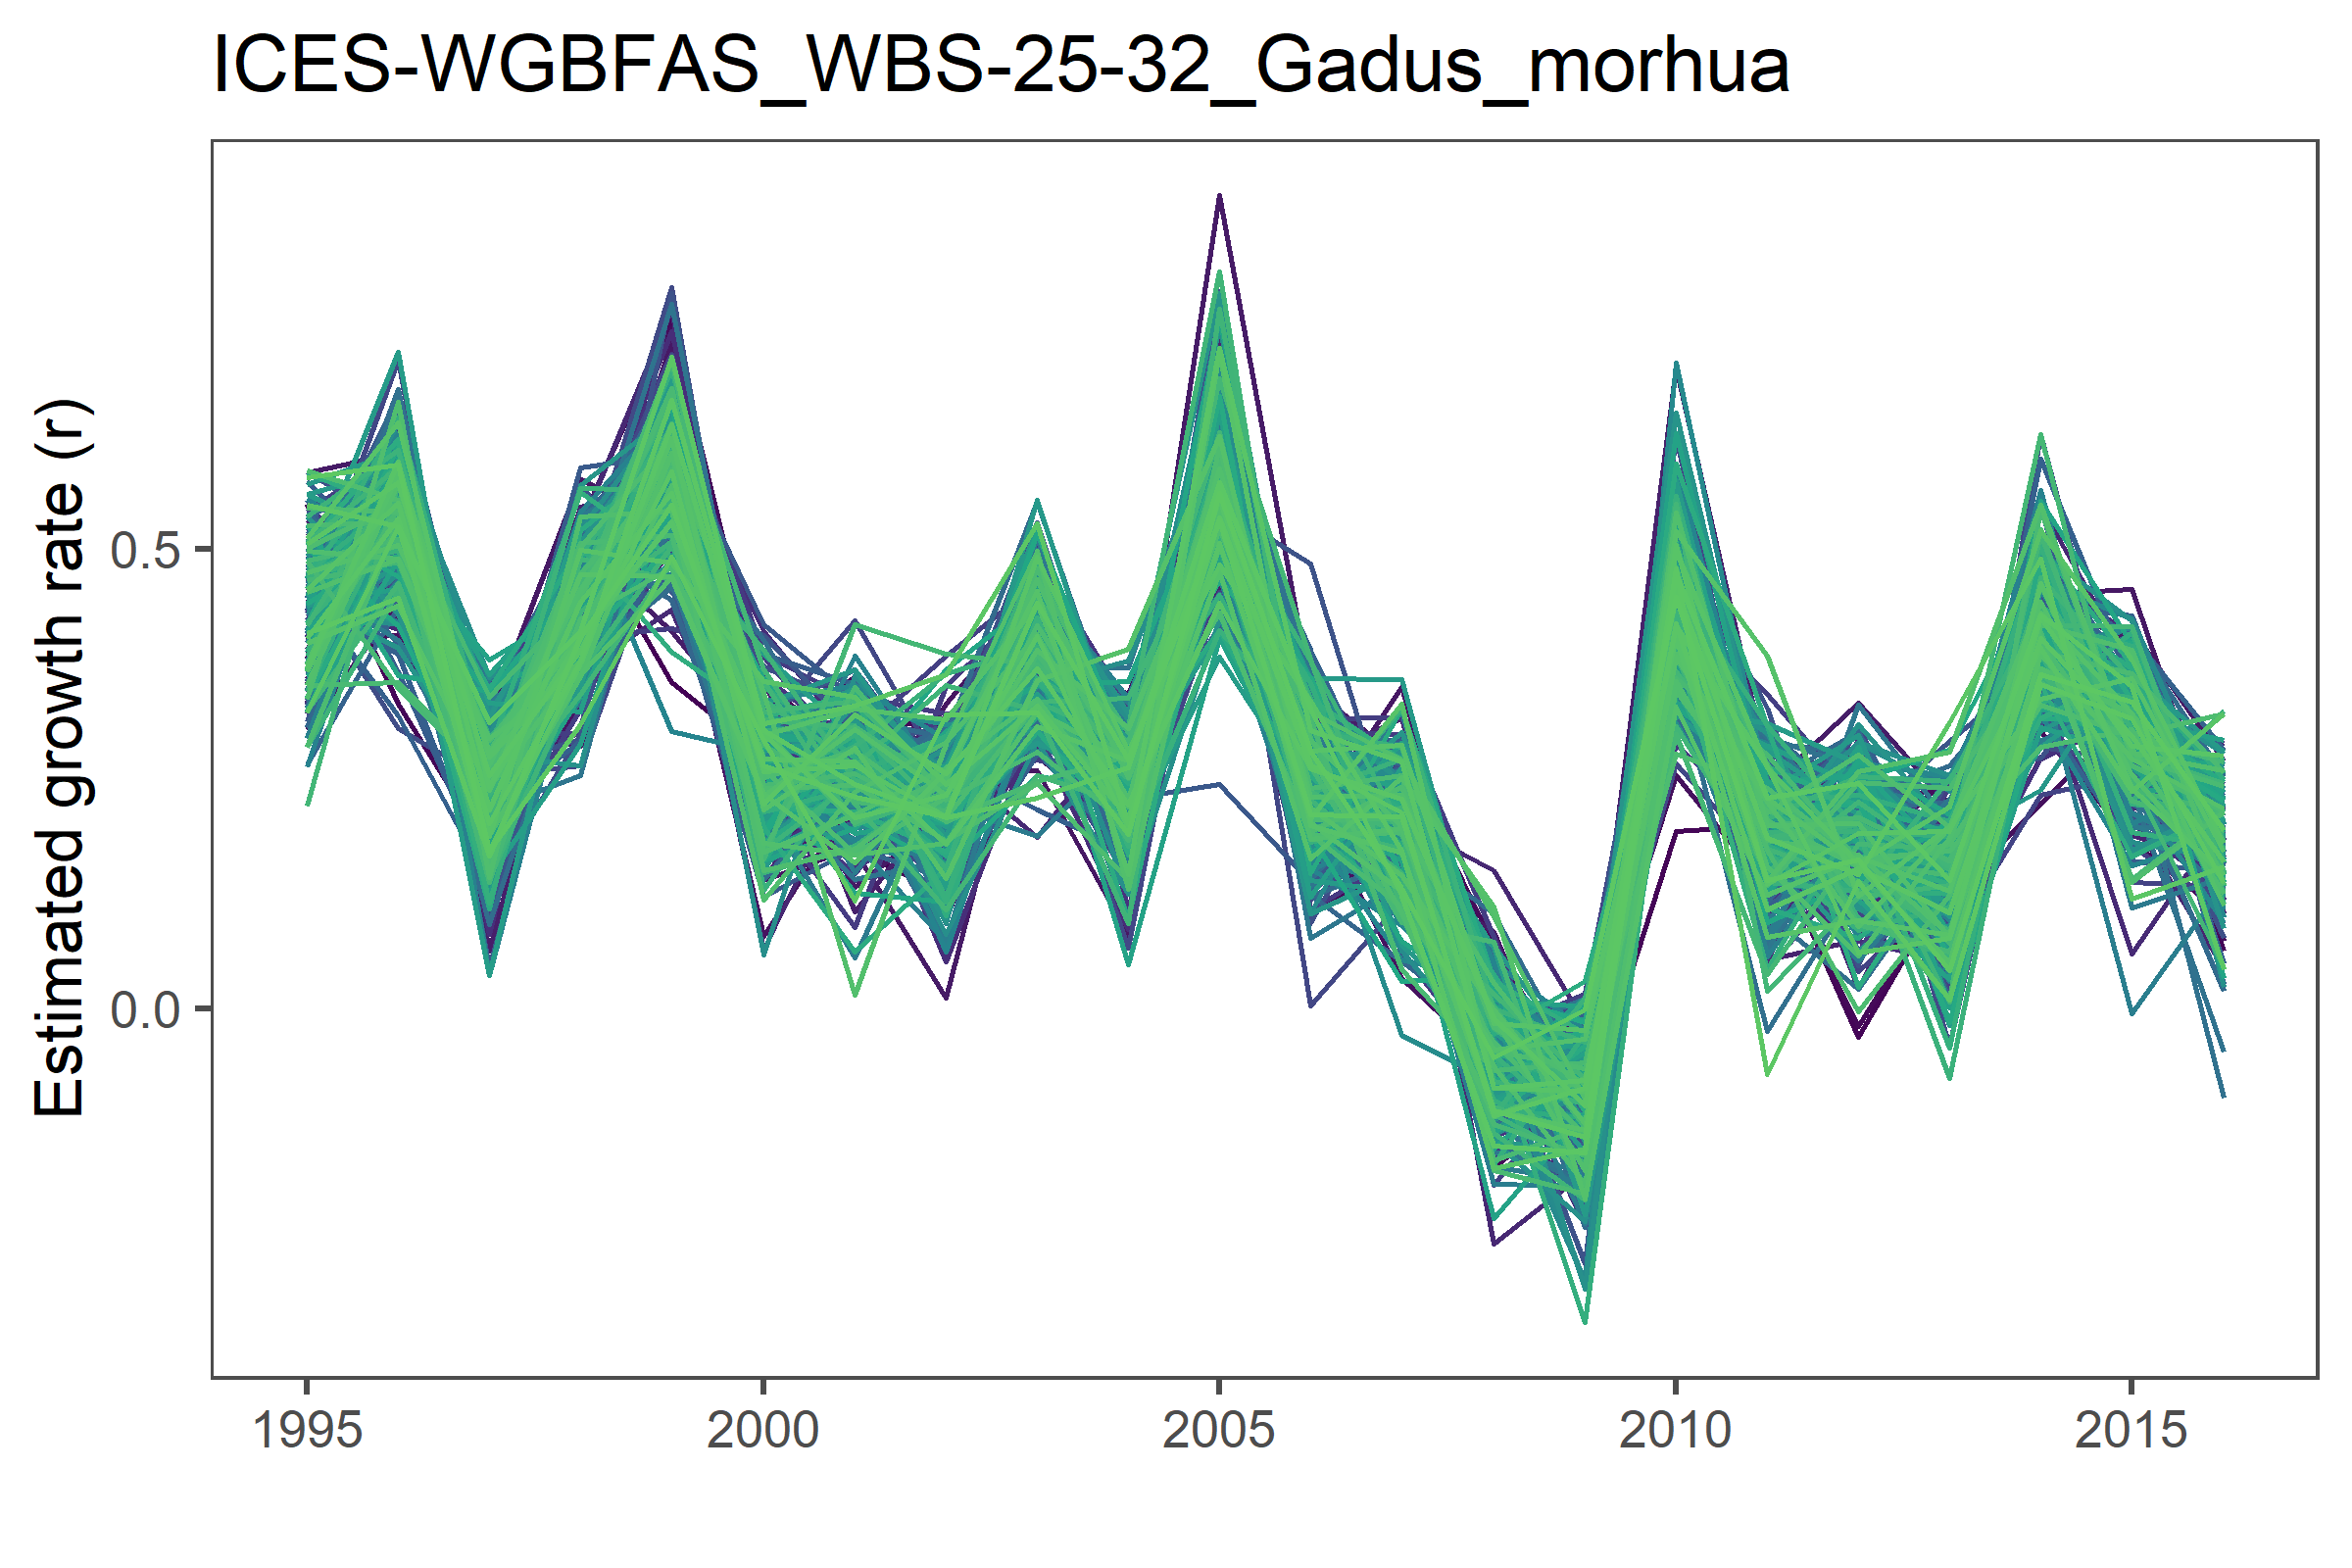 ICES-WGBFAS_WBS-25-32_Gadus_morhua
Estimated growth rate (r)
0.5
0.0
1995 2000 2005 2010 2015